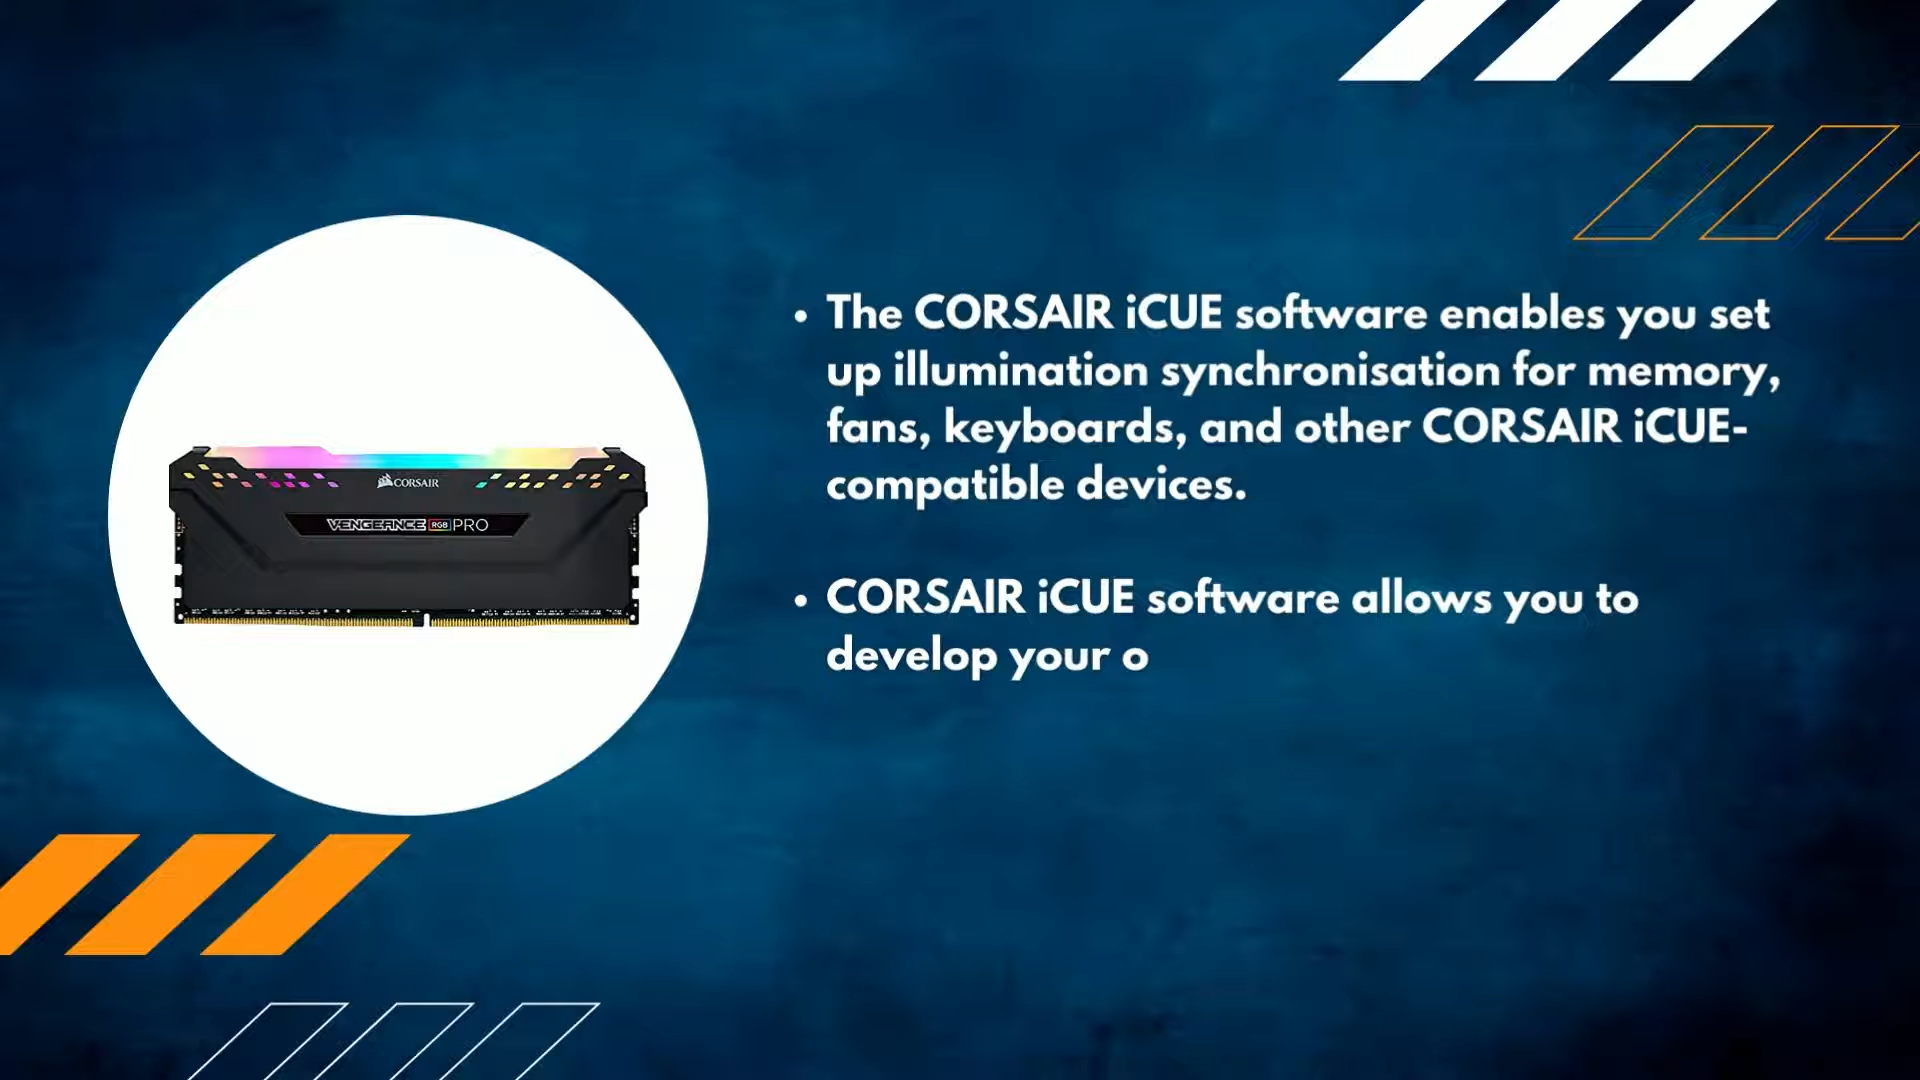 The CORSAIR iCUE software enables you set
up illumination synchronisation for memory,
fans, keyboards, and other CORSAIR iCUE-
compatible devices.
CORSAIR iCUE software allows you to
develop your o
CORSAIR
VENGEANCE RGB PRO